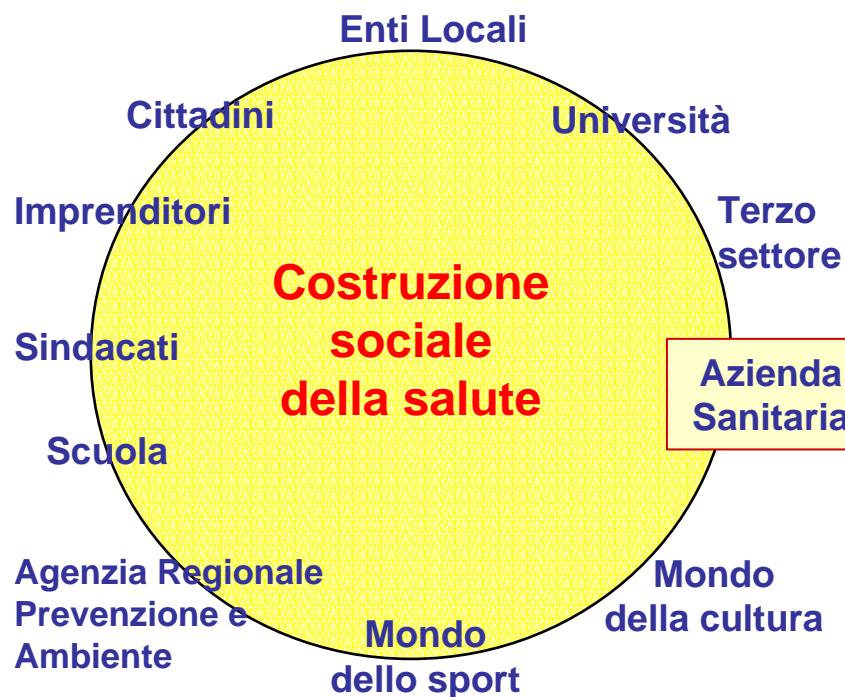 Enti Locali
Cittadini
Università
Imprenditori
Terzo
settore
Costruzione
sociale
della salute
Sindacati
Azienda
Sanitaria
Scuola
Agenzia Regionale
Prevenzione e
Ambiente
Mondo
della cultura
Mondo
dello sport